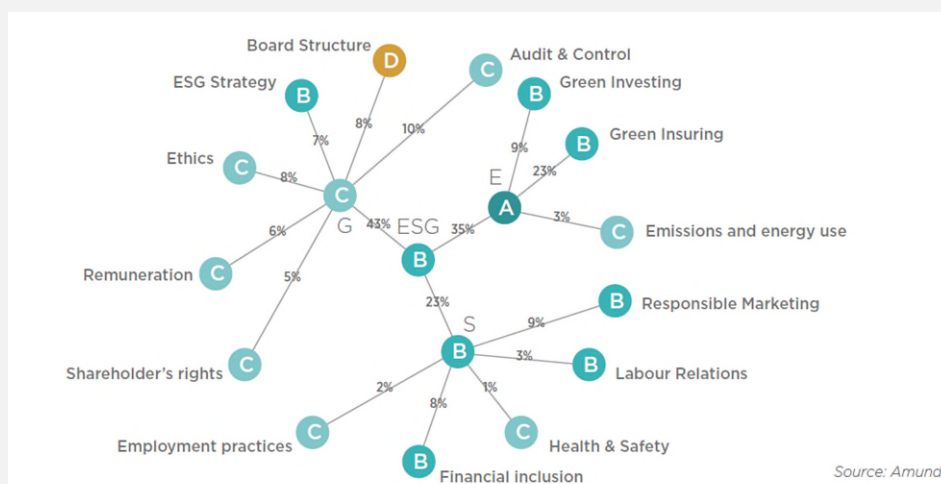 Board Structure
D
Audit & Control
C
ESG Strategy
B
Green Investing
B
Green Insuring
B
Ethics
C
7%
8%
10%
9%
8%
23%
C
G
E
A
43%
ESG
B
35%
3%
C
Emissions and energy use
6%
Remuneration
C
5%
23%
Responsible Marketing
B
9%
S
B
Shareholder's rights
C
3%
B
Labour Relations
2%
8%
1%
Employment practices
C
C
Health & Safety
B
Financial inclusion
Source: Amund